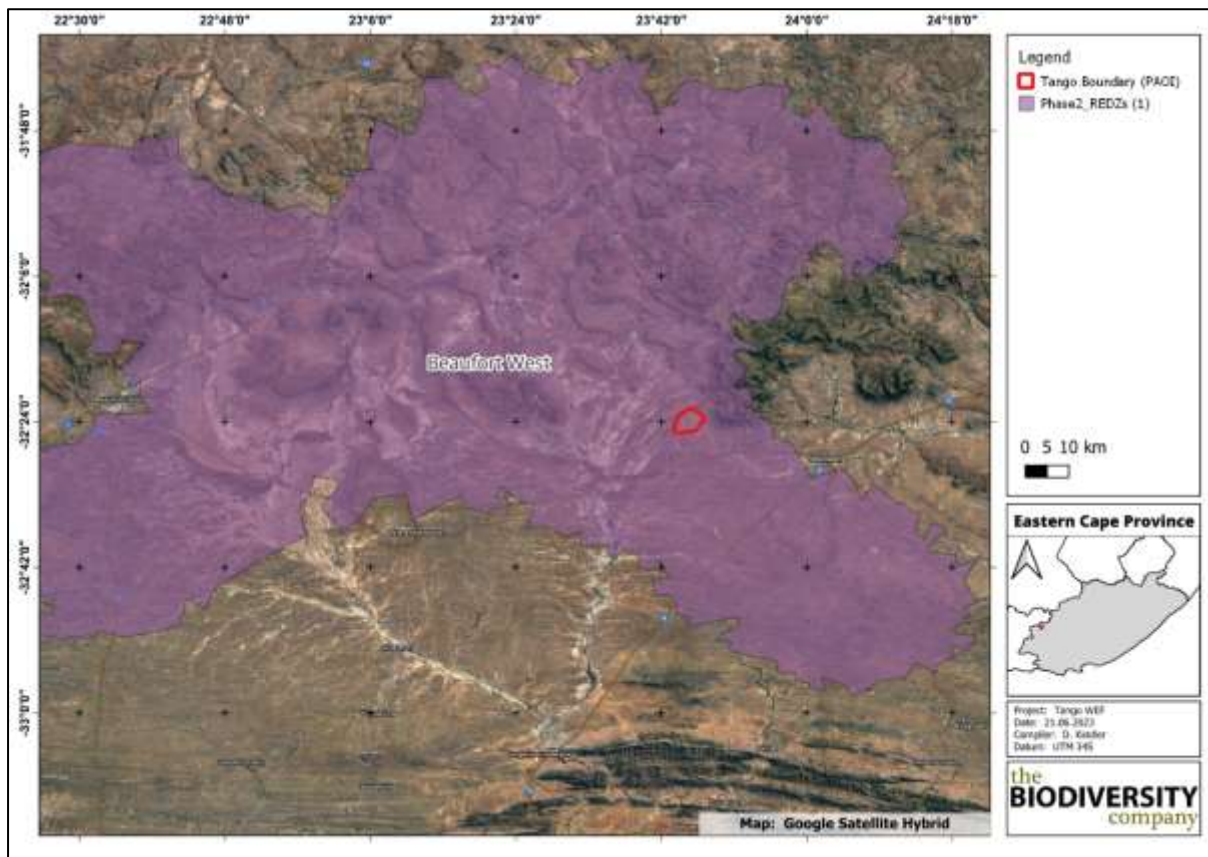 22°30'0" 22°48'0" 23°6'0" 23°24'0" 23°42'0" 24°0'0" 24°18'0"
-31°48'0"
-32°6'0"
-32°24'0"
-32°42'0"
-33°0'0"
Beaufort West
Map: Google Satellite Hybrid
Legend
Tango Boundary (PAOI)
Phase2_REDZs (1)
0 5 10 km
Eastern Cape Province
Project: Tango WEF
Date: 21.06.2023
Compiler: D.
Datum: UTM 34S
the
BIODIVERSITY
company